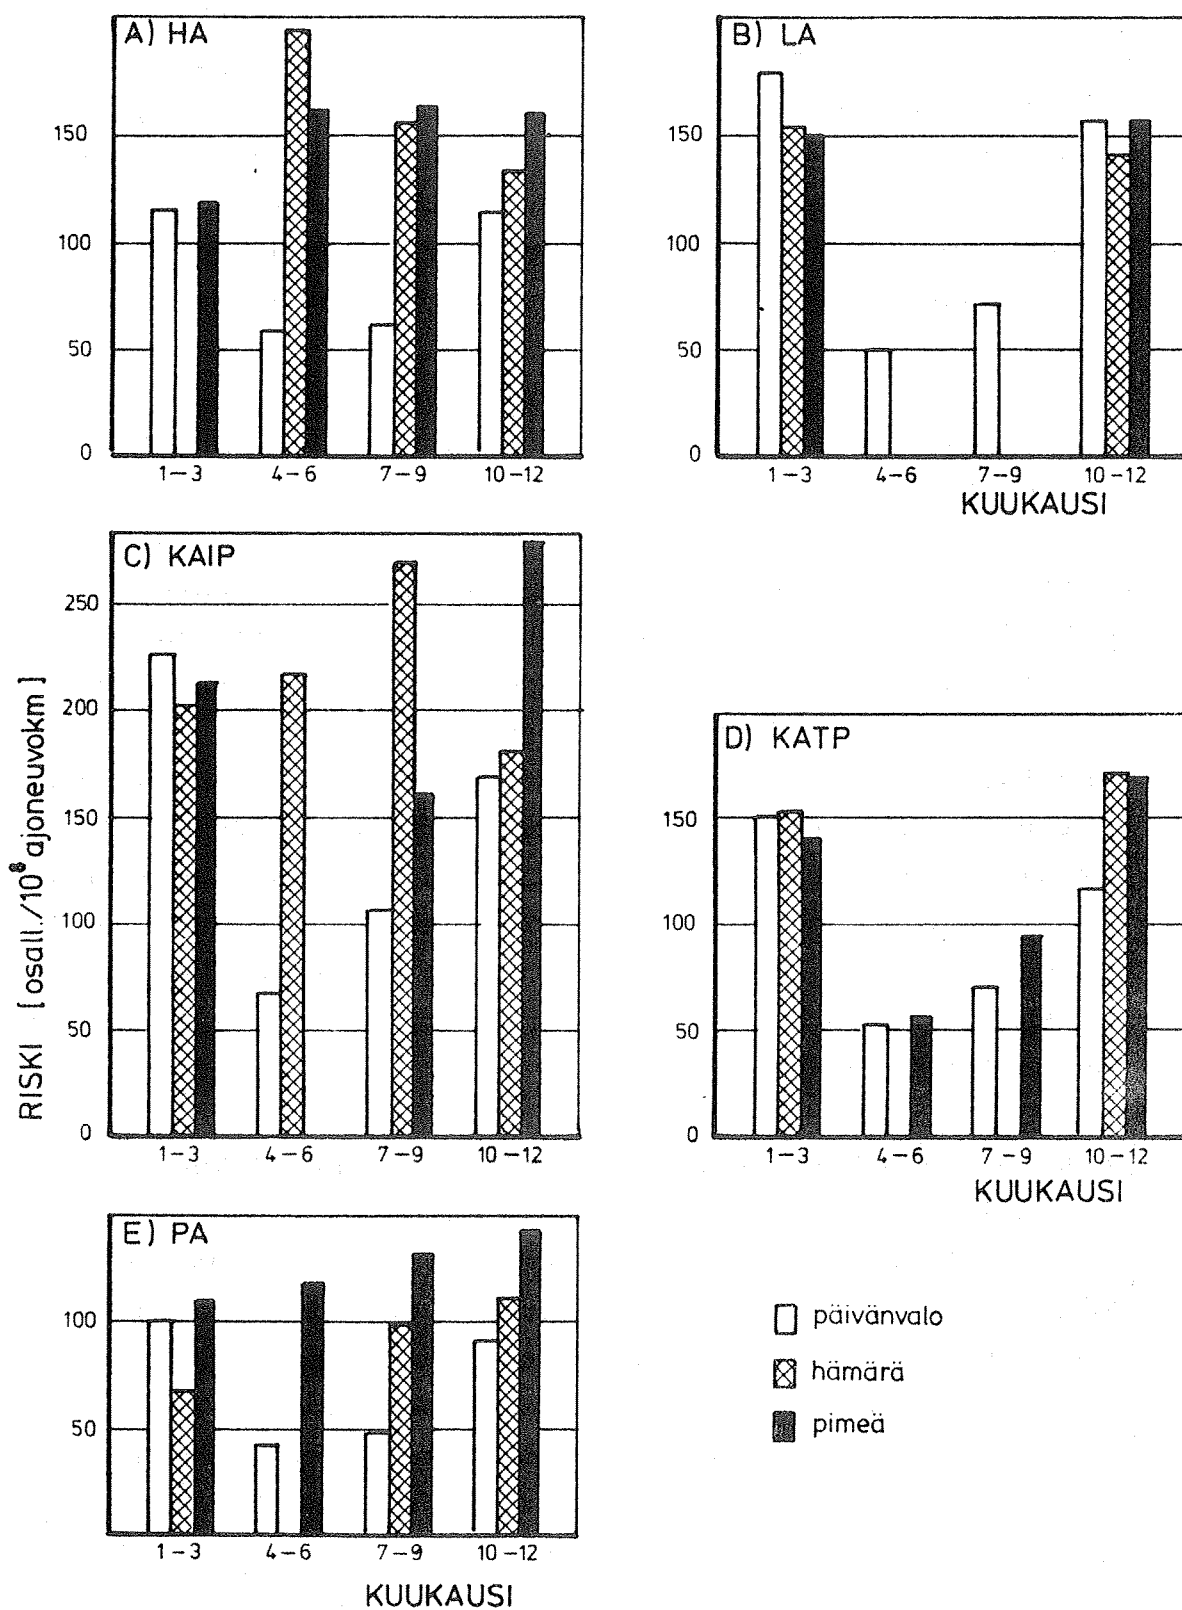 A) HA
150
100
50
0
1–3 4–6 7–9 10–12
B) LA
150
100
50
0
1–3 4–6 7–9 10–12
KUUKAUSI
RISKI [osall./10⁸ ajoneuvokm]
C) KAIP
250
200
150
100
50
0
1–3 4–6 7–9 10–12
D) KATP
150
100
50
0
1–3 4–6 7–9 10–12
KUUKAUSI
E) PA
100
50
1–3 4–6 7–9 10–12
KUUKAUSI
päivänvalo
hämärä
pimeä